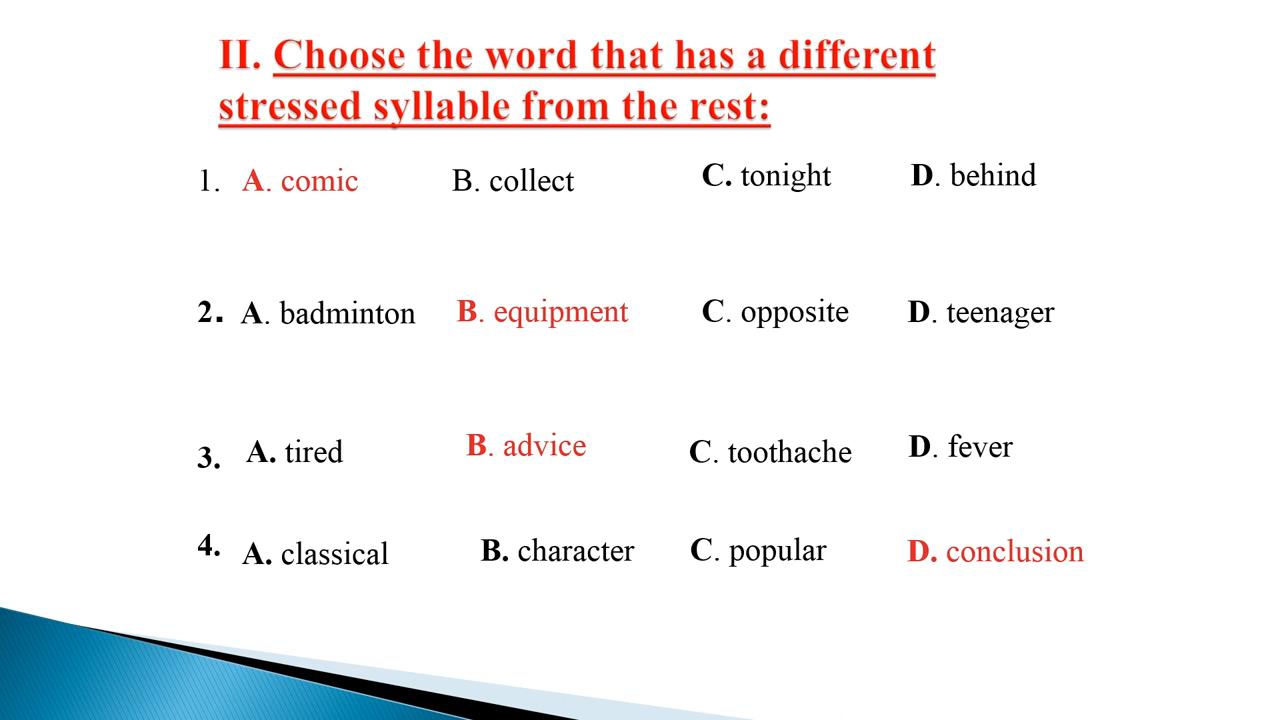 II. Choose the word that has a different
stressed syllable from the rest:
1. A. comic B. collect C. tonight D. behind
2. A. badminton B. equipment C. opposite D. teenager
3. A. tired B. advice C. toothache D. fever
4. A. classical B. character C. popular D. conclusion